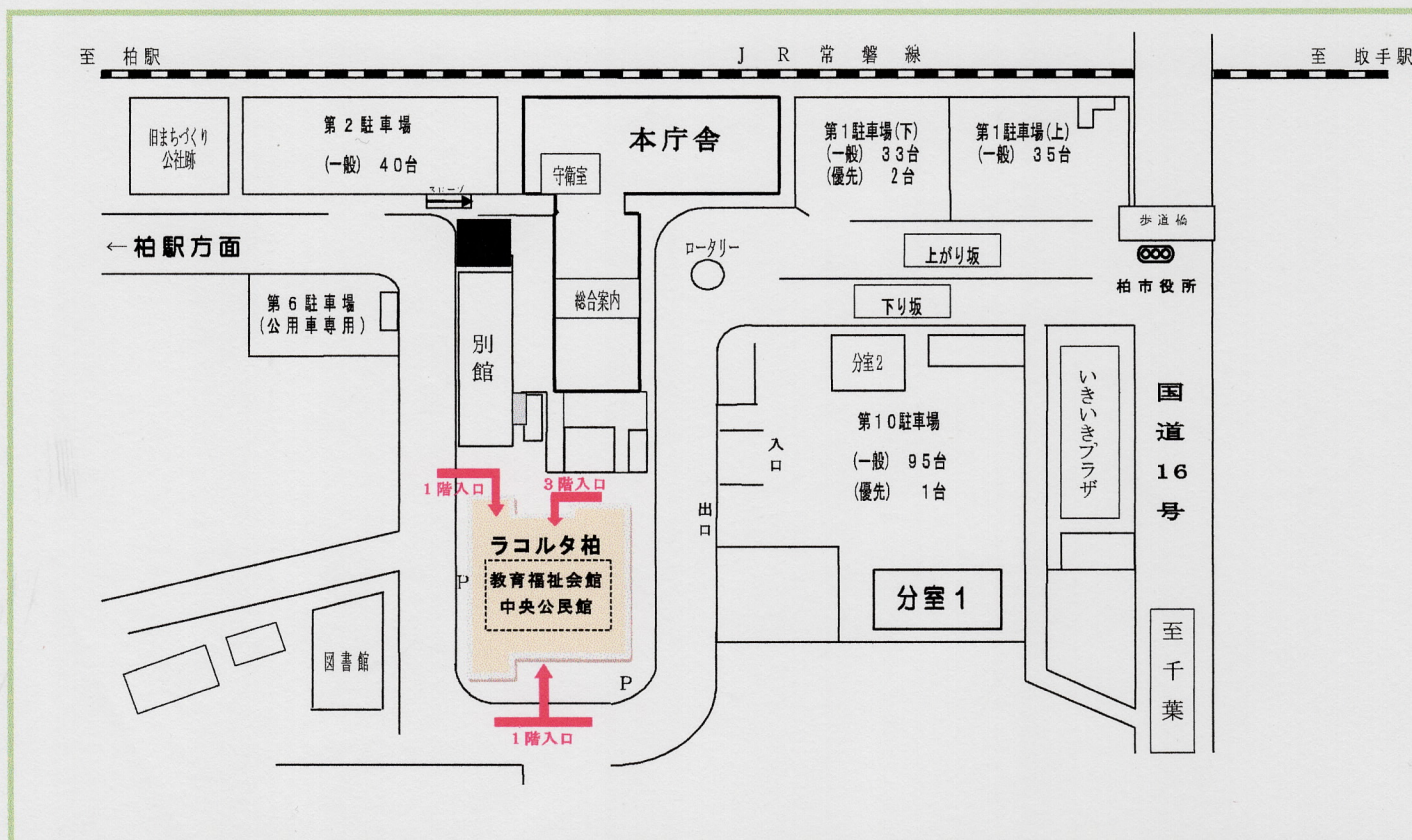 至 柏駅
JR常磐線
至 取手駅
旧まちづくり
公社跡
第2駐車場
(一般) 40台
守衛室
本庁舎
第1駐車場(下)
(一般) 33台
(優先) 2台
第1駐車場(上)
(一般) 35台
スロープ
←柏駅方面
ロータリー
上がり坂
歩道橋
柏市役所
第6駐車場
(公用車専用)
総合案内
下り坂
別館
分室2
いきいきプラザ
国道16号
第10駐車場
(一般) 95台
(優先) 1台
入口
出口
1階入口
3階入口
ラコルタ柏
教育福祉会館
中央公民館
P
分室1
図書館
P
至千葉
1階入口